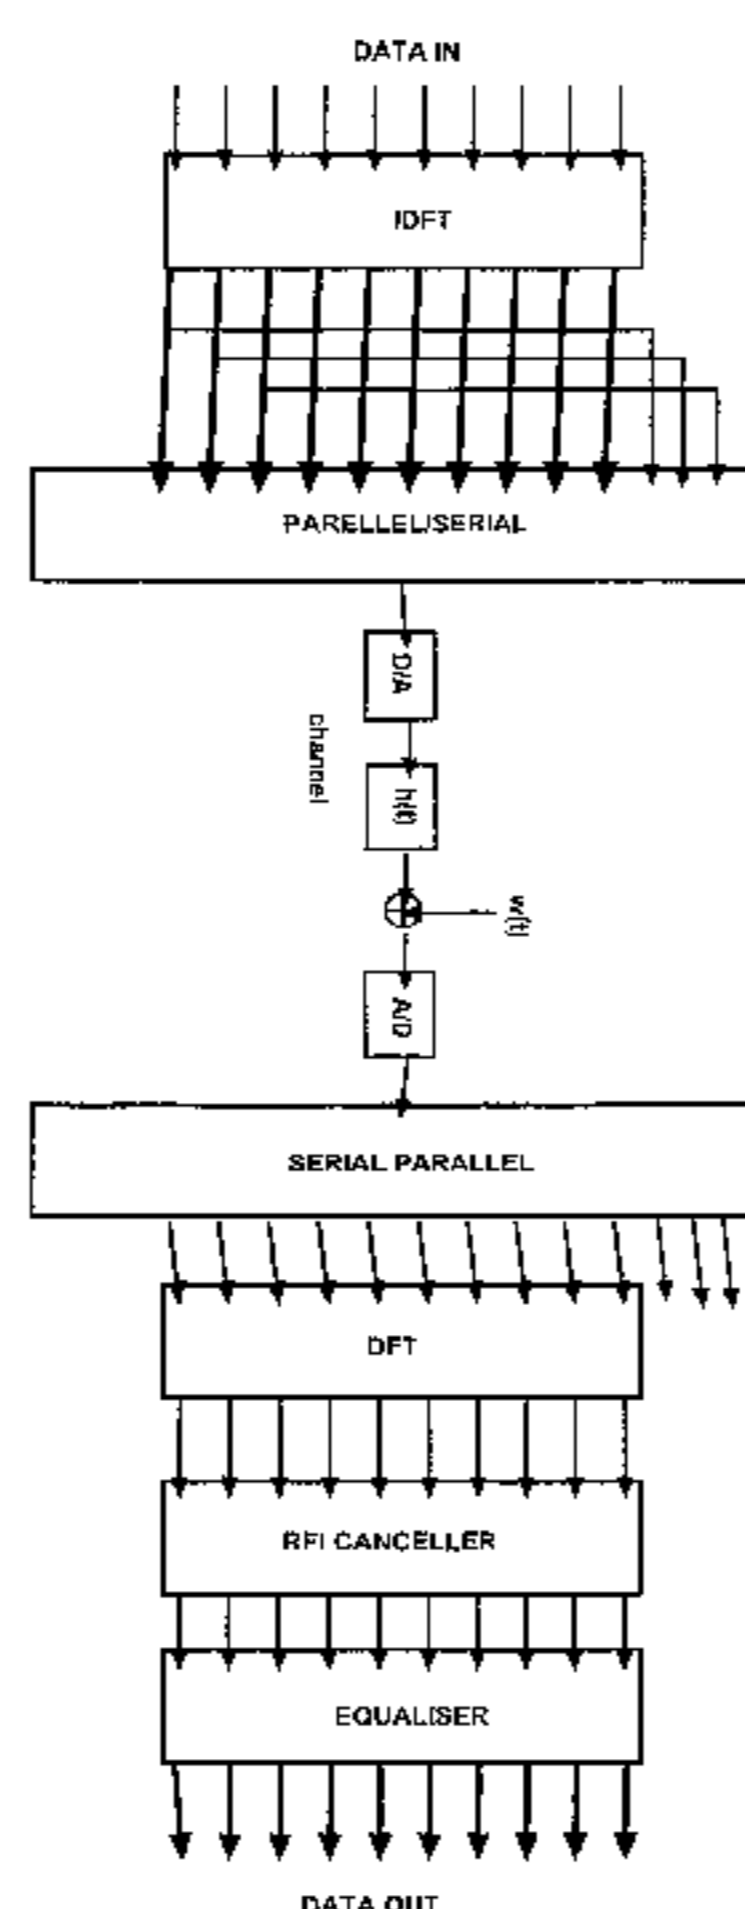 DATA IN
IDFT
PARELLEL/SERIAL
D/A
channel
h(t)
w(t)
A/D
SERIAL PARALLEL
DFT
RFI CANCELLER
EQUALISER
DATA OUT